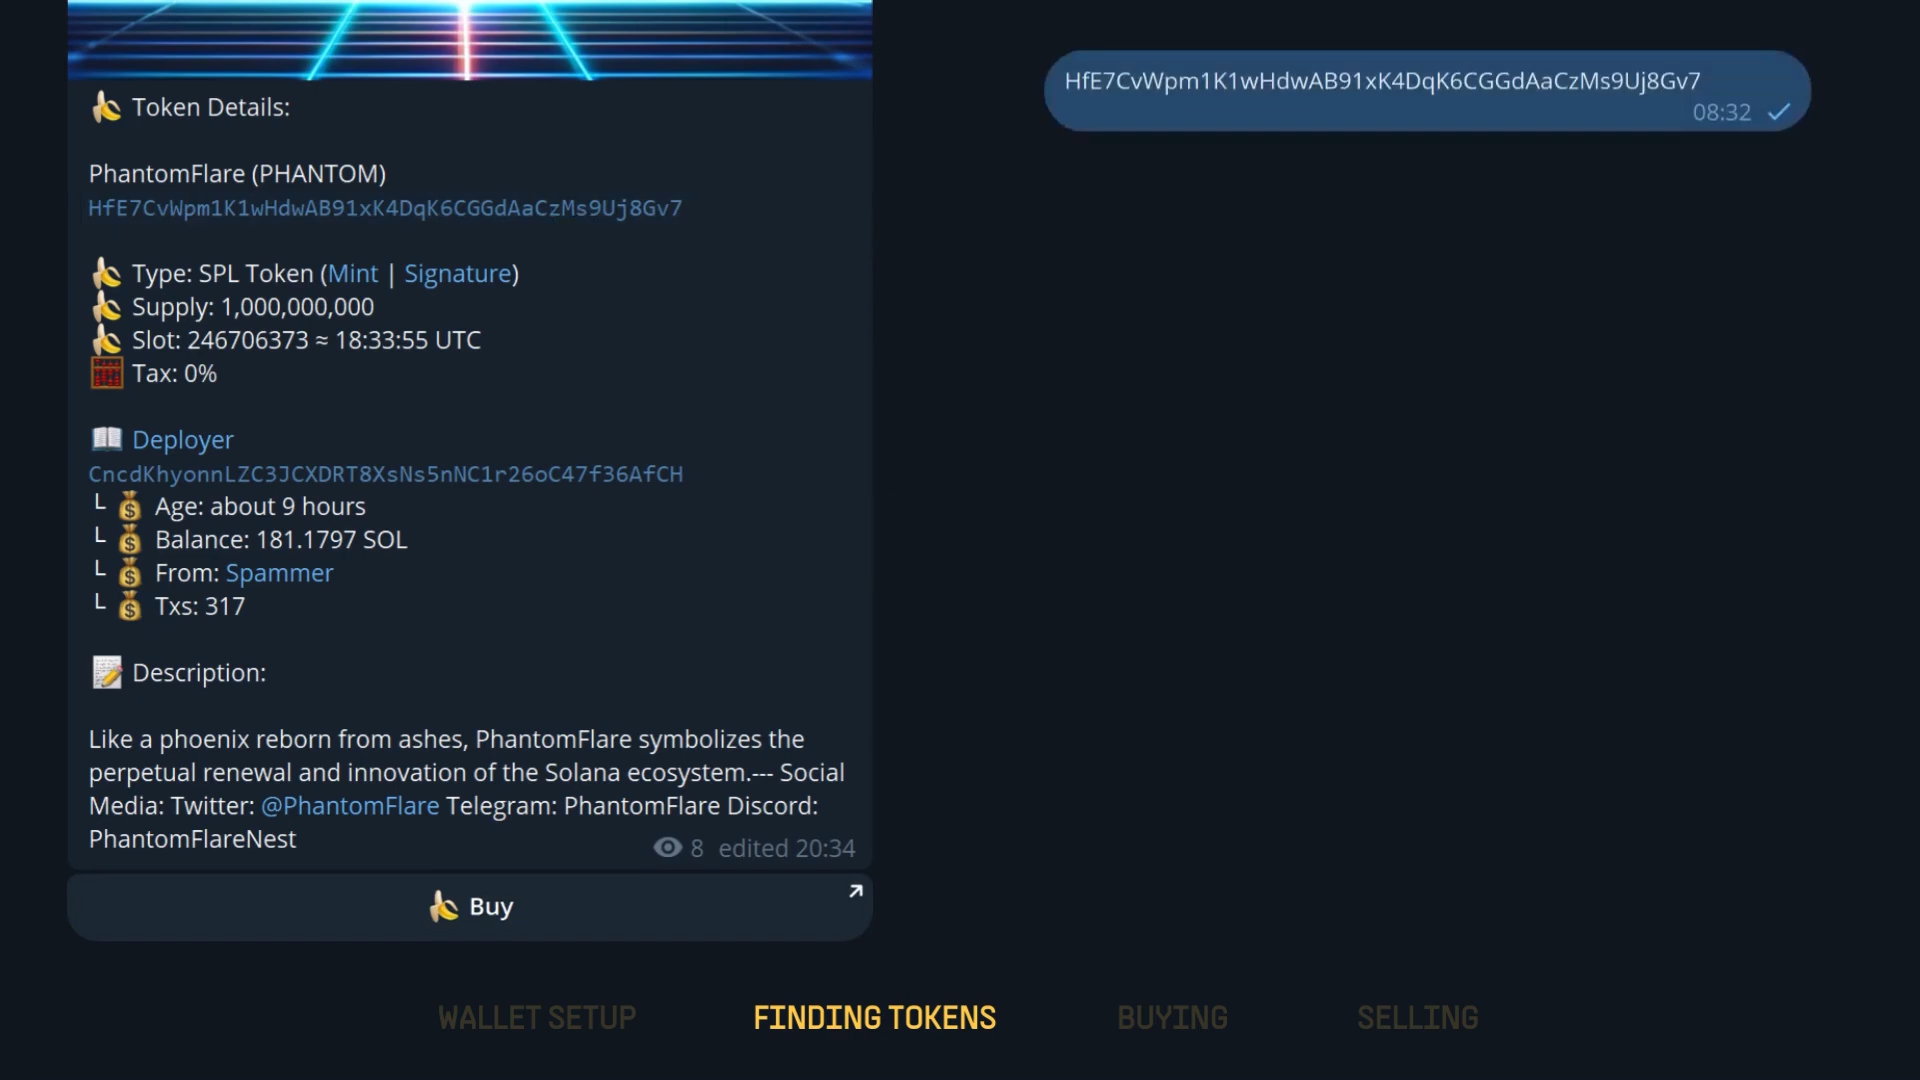 Token Details:
PhantomFlare (PHANTOM)
HfE7CvWpm1K1wHdwAB91xK4DqK6CGGdAaCzMs9Uj8Gv7
Type: SPL Token (Mint | Signature)
Supply: 1,000,000,000
Slot: 246706373 ≈ 18:33:55 UTC
Tax: 0%
Deployer
CncdKhyonnLZC3JCXDRT8XsNs5nNC1r26oC47f36AfCH
└ Age: about 9 hours
└ Balance: 181.1797 SOL
└ From: Spammer
└ Txs: 317
Description:
Like a phoenix reborn from ashes, PhantomFlare symbolizes the
perpetual renewal and innovation of the Solana ecosystem.--- Social
Media: Twitter: @PhantomFlare Telegram: PhantomFlare Discord:
PhantomFlareNest
8 edited 20:34
Buy
HfE7CvWpm1K1wHdwAB91xK4DqK6CGGdAaCzMs9Uj8Gv7
08:32
WALLET SETUP FINDING TOKENS BUYING SELLING